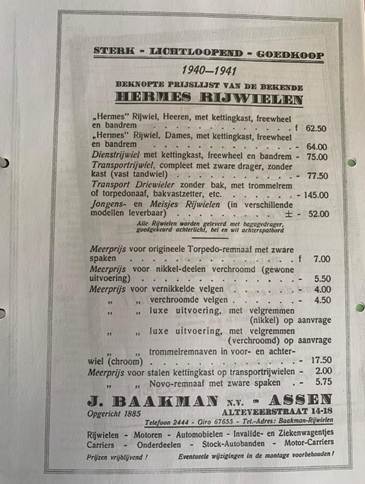 STERK - LICHTLOOPEND - GOEDKOOP
1940—1941
BEKNOPTE PRIJSLIJST VAN DE BEKENDE
HERMES RIJWIELEN
„Hermes" Rijwiel, Heeren, met kettingkast, freewheel
en bandrem . . . . . . . . . f 62.50
„Hermes" Rijwiel, Dames, met kettingkast, freewheel
en bandrem . . . . . . . . . - 64.00
Dienstrijwiel met kettingkast, freewheel en bandrem - 75.00
Transportrijwiel, compleet met zware drager, zonder
kast (vast tandwiel) . . . . . . . - 77.50
Transport Driewieler zonder bak, met trommelrem
of torpedonaaf, bakvastzetter, etc. . . . . -145.00
Jongens- en Meisjes Rijwielen (in verschillende
modellen leverbaar) . . . . . . ± - 52.00
Alle Rijwielen worden geleverd met bagagedrager,
goedgekeurd achterlicht, bel en wit achterspatbord
Meerprijs voor origineele Torpedo-remnaaf met zware
spaken . . . . . . . . . . f 7.00
Meerprijs voor nikkel-deelen verchroomd (gewone
uitvoering) . . . . . . . . . - 5.50
Meerprijs voor vernikkelde velgen . . . . - 4.00
„ „ verchroomde velgen . . . . - 4.50
„ „ luxe uitvoering, met velgremmen
(nikkel) op aanvrage
„ „ luxe uitvoering, met velgremmen
(verchroomd) op aanvrage
„ „ trommelremnaven in voor- en achter-
wiel (chroom) . . . . . . . . - 17.50
Meerprijs voor stalen kettingkast op transportrijwielen - 2.00
„ „ Novo-remnaaf met zware spaken . - 5.75
J. BAAKMAN N.V. — ASSEN
Opgericht 1885 ALTEVEERSTRAAT 14-18
Telefoon 2444 - Giro 67655 - Tel.-Adres: Baakman-Rijwielen
Rijwielen - Motoren - Automobielen - Invalide- en Ziekenwagentjes
Carriers - Onderdeelen - Stock-Autobanden - Motor-Carriers
Prijzen vrijblijvend ! Eventueele wijzigingen in de montage voorbehouden !